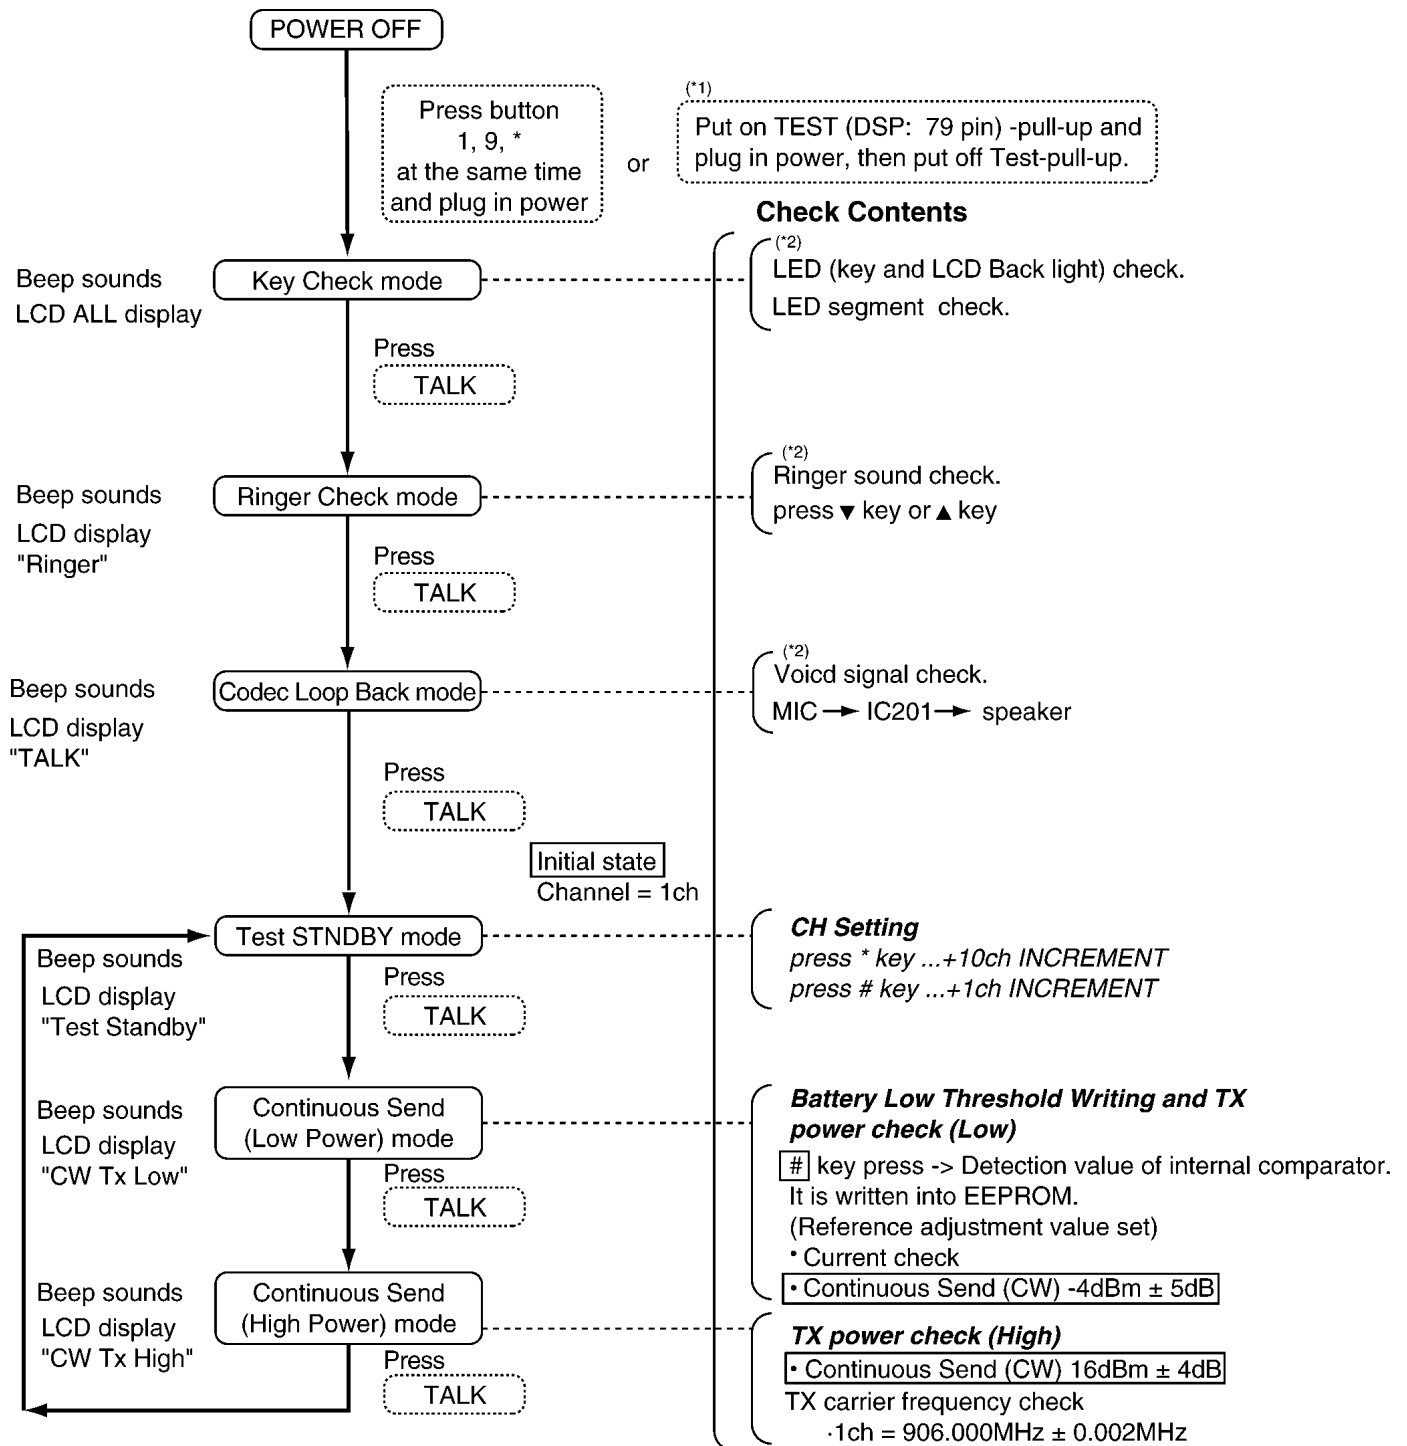 POWER OFF
Press button
1, 9, *
at the same time
and plug in power
or
(*1)
Put on TEST (DSP: 79 pin) -pull-up and
plug in power, then put off Test-pull-up.
Check Contents
Beep sounds
LCD ALL display
Key Check mode
(*2)
LED (key and LCD Back light) check.
LED segment check.
Press
TALK
Beep sounds
LCD display
"Ringer"
Ringer Check mode
(*2)
Ringer sound check.
press ▼ key or ▲ key
Press
TALK
Beep sounds
LCD display
"TALK"
Codec Loop Back mode
(*2)
Voicd signal check.
MIC → IC201 → speaker
Press
TALK
Initial state
Channel = 1ch
Test STNDBY mode
Beep sounds
LCD display
"Test Standby"
CH Setting
press * key ...+10ch INCREMENT
press # key ...+1ch INCREMENT
Press
TALK
Beep sounds
LCD display
"CW Tx Low"
Continuous Send
(Low Power) mode
Battery Low Threshold Writing and TX
power check (Low)
# key press -> Detection value of internal comparator.
It is written into EEPROM.
(Reference adjustment value set)
• Current check
• Continuous Send (CW) -4dBm ± 5dB
Press
TALK
Beep sounds
LCD display
"CW Tx High"
Continuous Send
(High Power) mode
TX power check (High)
• Continuous Send (CW) 16dBm ± 4dB
TX carrier frequency check
·1ch = 906.000MHz ± 0.002MHz
Press
TALK